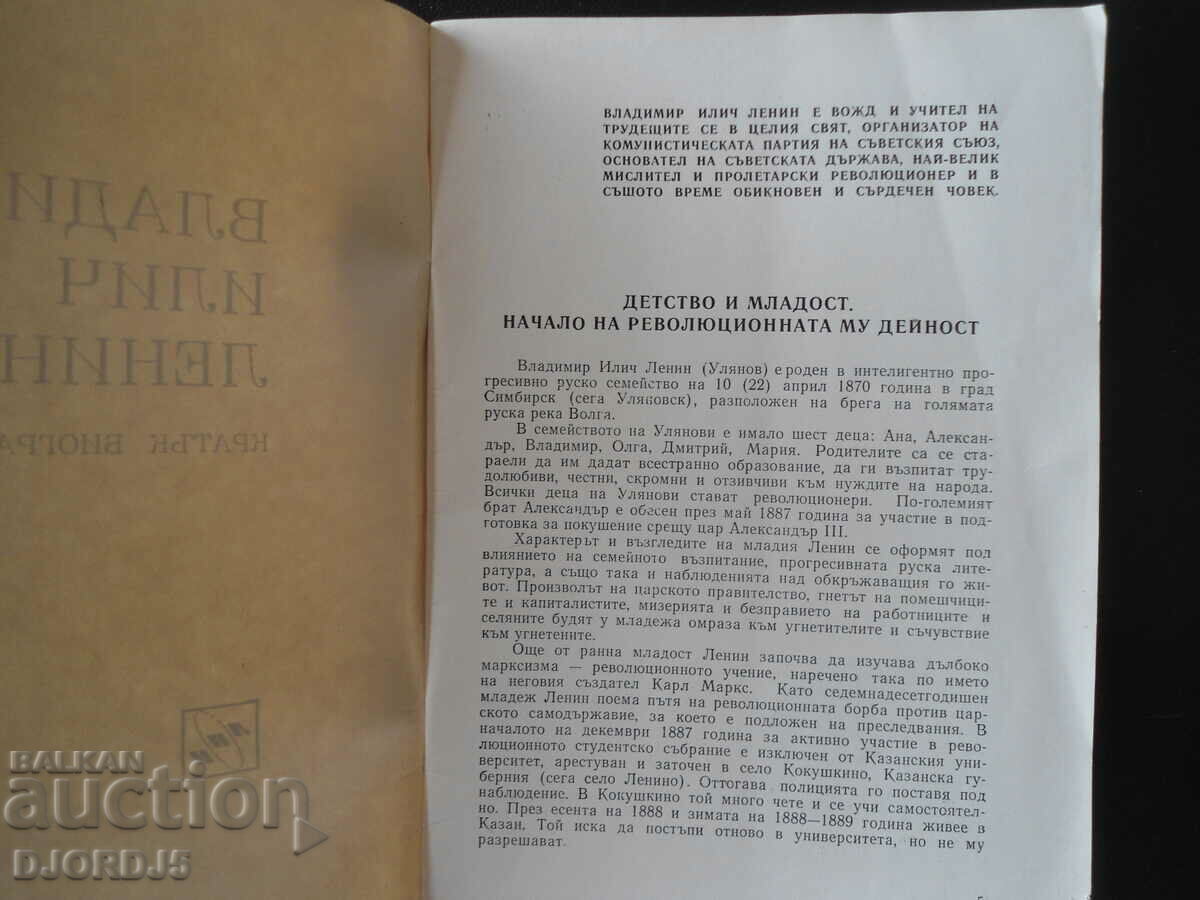 ВЛАДИ
ИЛИЧ
ЛЕНИН
КРАТЪК БИОГРА
ВЛАДИМИР ИЛИЧ ЛЕНИН Е ВОЖД И УЧИТЕЛ НА
ТРУДЕЩИТЕ СЕ В ЦЕЛИЯ СВЯТ, ОРГАНИЗАТОР НА
КОМУНИСТИЧЕСКАТА ПАРТИЯ НА СЪВЕТСКИЯ СЪЮЗ,
ОСНОВАТЕЛ НА СЪВЕТСКАТА ДЪРЖАВА, НАЙ-ВЕЛИК
МИСЛИТЕЛ И ПРОЛЕТАРСКИ РЕВОЛЮЦИОНЕР И В
СЪЩОТО ВРЕМЕ ОБИКНОВЕН И СЪРДЕЧЕН ЧОВЕК.
ДЕТСТВО И МЛАДОСТ.
НАЧАЛО НА РЕВОЛЮЦИОННАТА МУ ДЕЙНОСТ
Владимир Илич Ленин (Улянов) е роден в интелигентно про-
гресивно руско семейство на 10 (22) април 1870 година в град
Симбирск (сега Уляновск), разположен на брега на голямата
руска река Волга.
В семейството на Улянови е имало шест деца: Ана, Алексан-
дър, Владимир, Олга, Дмитрий, Мария. Родителите са се ста-
раели да им дадат всестранно образование, да ги възпитат тру-
долюбиви, честни, скромни и отзивчиви към нуждите на народа.
Всички деца на Улянови стават революционери. По-големият
брат Александър е обесен през май 1887 година за участие в под-
готовка за покушение срещу цар Александър III.
Характерът и възгледите на младия Ленин се оформят под
влиянието на семейното възпитание, прогресивната руска лите-
ратура, а също така и наблюденията над обкръжаващия го жи-
вот. Произволът на царското правителство, гнетът на помешчици-
те и капиталистите, мизерията и безправието на работниците и
селяните будят у младежа омраза към угнетителите и съчувствие
към угнетените.
Още от ранна младост Ленин започва да изучава дълбоко
марксизма — революционното учение, наречено така по името
на неговия създател Карл Маркс. Като седемнадесетгодишен
младеж Ленин поема пътя на революционната борба против цар-
ското самодържавие, за което е подложен на преследвания. В
началото на декември 1887 година за активно участие в рево-
люционното студентско събрание е изключен от Казанския уни-
верситет, арестуван и заточен в село Кокушкино, Казанска гу-
берния (сега село Ленино). Оттогава полицията го поставя под
наблюдение. В Кокушкино той много чете и се учи самостоятел-
но. През есента на 1888 и зимата на 1888—1889 година живее в
Казан. Той иска да постъпи отново в университета, но не му
разрешават.
BALKAN
auction
DJORDJ5